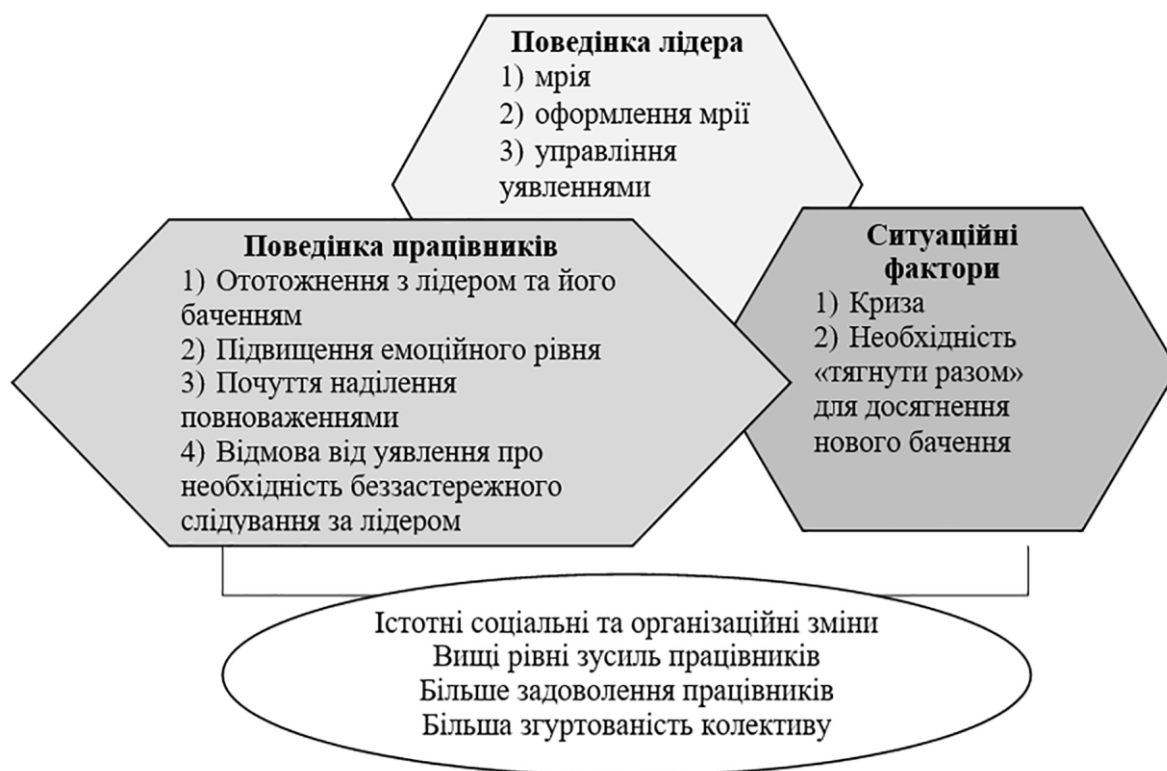 Поведінка лідера
1) мрія
2) оформлення мрії
3) управління
уявленнями
Поведінка працівників
1) Ототожнення з лідером та його
баченням
2) Підвищення емоційного рівня
3) Почуття наділення
повноваженнями
4) Відмова від уявлення про
необхідність беззастережного
слідування за лідером
Ситуаційні
фактори
1) Криза
2) Необхідність
«тягнути разом»
для досягнення
нового бачення
Істотні соціальні та організаційні зміни
Вищі рівні зусиль працівників
Більше задоволення працівників
Більша згуртованість колективу